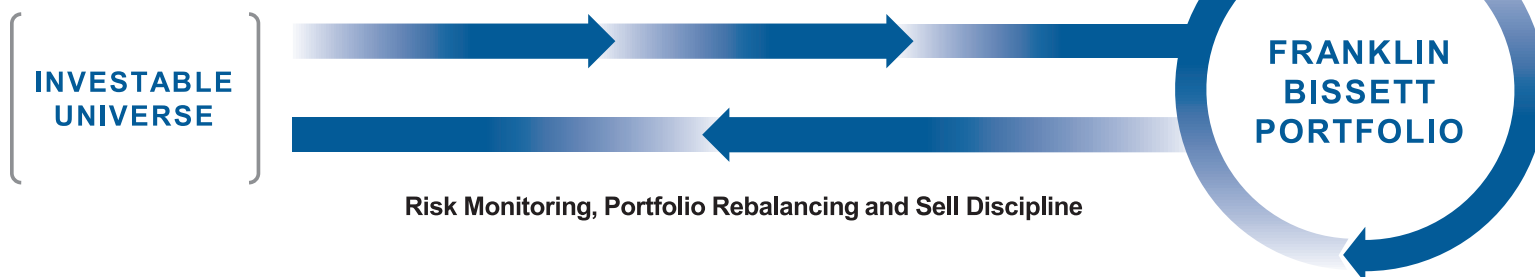 INVESTABLE
UNIVERSE
FRANKLIN
BISSETT
PORTFOLIO
Risk Monitoring, Portfolio Rebalancing and Sell Discipline